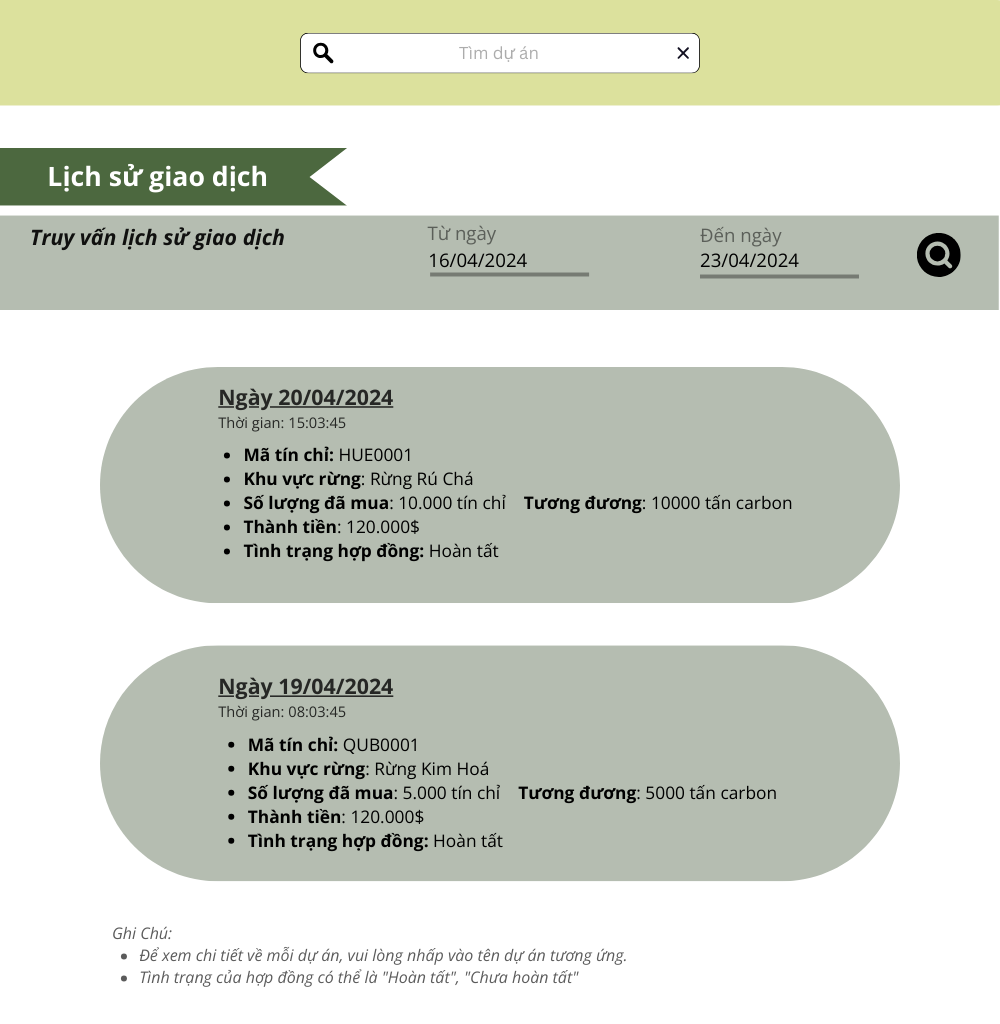 Tìm dự án
Lịch sử giao dịch
Truy vấn lịch sử giao dịch
Từ ngày
16/04/2024
Đến ngày
23/04/2024
Ngày 20/04/2024
Thời gian: 15:03:45
Mã tín chỉ: HUE0001
Khu vực rừng: Rừng Rú Chá
Số lượng đã mua: 10.000 tín chỉ Tương đương: 10000 tấn carbon
Thành tiền: 120.000$
Tình trạng hợp đồng: Hoàn tất
Ngày 19/04/2024
Thời gian: 08:03:45
Mã tín chỉ: QUB0001
Khu vực rừng: Rừng Kim Hoá
Số lượng đã mua: 5.000 tín chỉ Tương đương: 5000 tấn carbon
Thành tiền: 120.000$
Tình trạng hợp đồng: Hoàn tất
Ghi Chú:
Để xem chi tiết về mỗi dự án, vui lòng nhấp vào tên dự án tương ứng.
Tình trạng của hợp đồng có thể là "Hoàn tất", "Chưa hoàn tất"